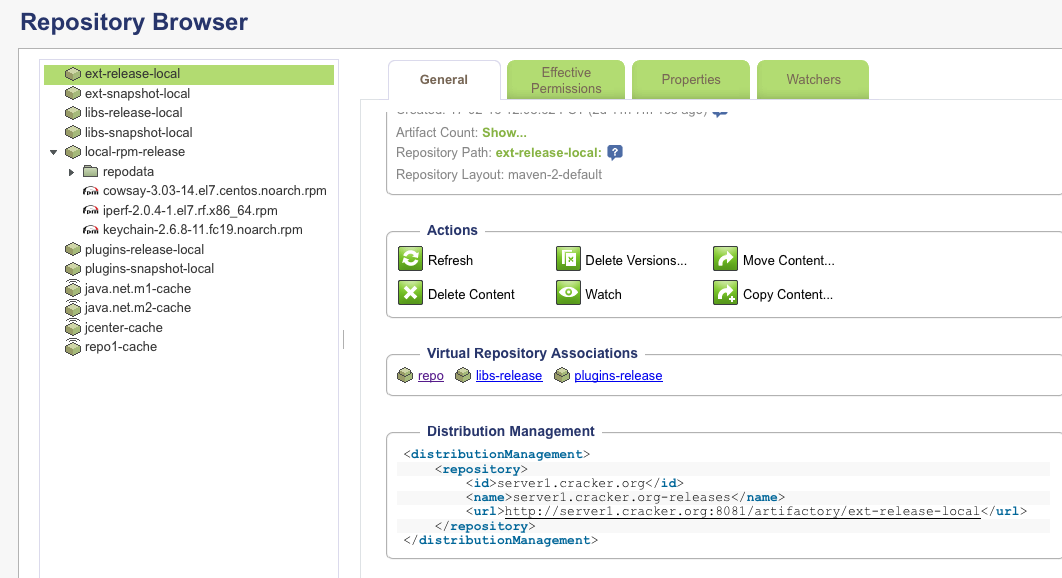 Repository Browser
ext-release-local
ext-snapshot-local
libs-release-local
libs-snapshot-local
local-rpm-release
repodata
cowsay-3.03-14.el7.centos.noarch.rpm
iperf-2.0.4-1.el7.rf.x86_64.rpm
keychain-2.6.8-11.fc19.noarch.rpm
plugins-release-local
plugins-snapshot-local
java.net.m1-cache
java.net.m2-cache
jcenter-cache
repo1-cache
General
Effective
Permissions
Properties
Watchers
Artifact Count: Show...
Repository Path: ext-release-local: ?
Repository Layout: maven-2-default
Actions
Refresh Delete Versions... Move Content...
Delete Content Watch Copy Content...
Virtual Repository Associations
repo libs-release plugins-release
Distribution Management
<distributionManagement>
<repository>
<id>server1.cracker.org</id>
<name>server1.cracker.org-releases</name>
<url>http://server1.cracker.org:8081/artifactory/ext-release-local</url>
</repository>
</distributionManagement>